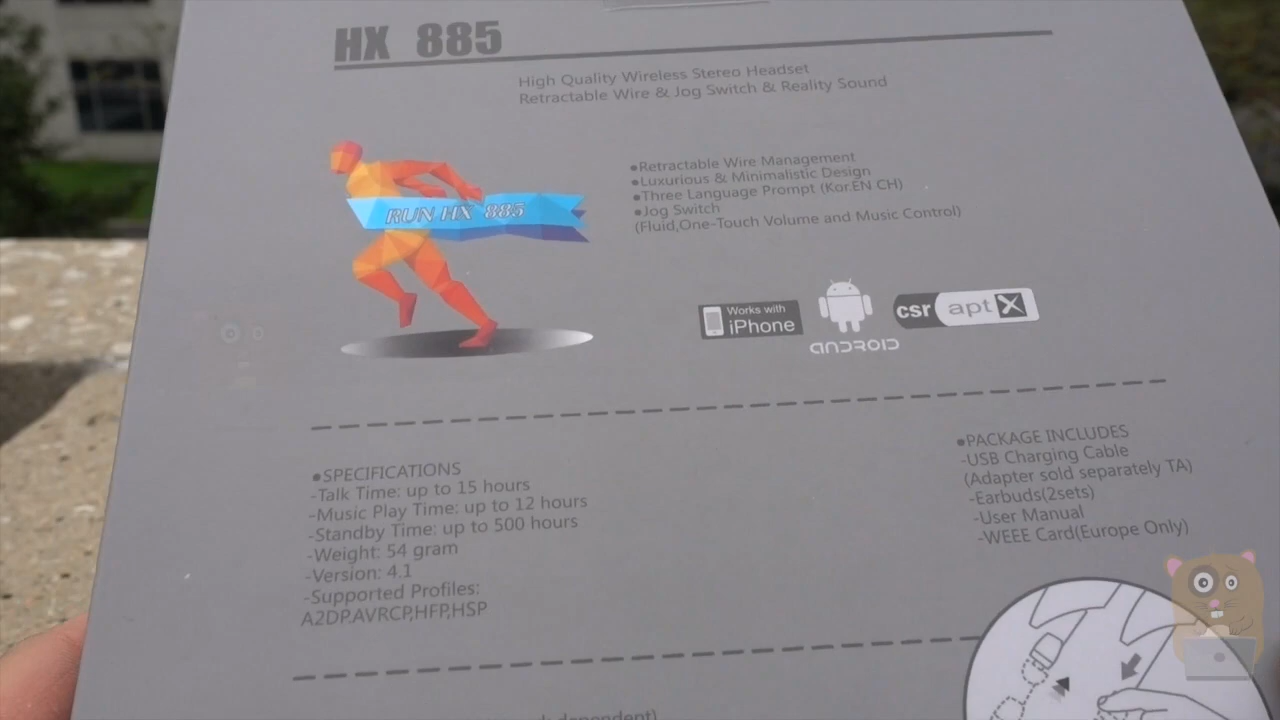 HX 885
High Quality Wireless Stereo Headset
Retractable Wire & Jog Switch & Reality Sound
RUN HX 885
•Retractable Wire Management
•Luxurious & Minimalistic Design
•Three Language Prompt (Kor.EN CH)
•Jog Switch
(Fluid,One-Touch Volume and Music Control)
Works with
iPhone
ANDROID
csr aptX
•SPECIFICATIONS
-Talk Time: up to 15 hours
-Music Play Time: up to 12 hours
-Standby Time: up to 500 hours
-Weight: 54 gram
-Version: 4.1
-Supported Profiles:
A2DP.AVRCP,HFP,HSP
•PACKAGE INCLUDES
-USB Charging Cable
(Adapter sold separately TA)
-Earbuds(2sets)
-User Manual
-WEEE Card(Europe Only)
dependent)